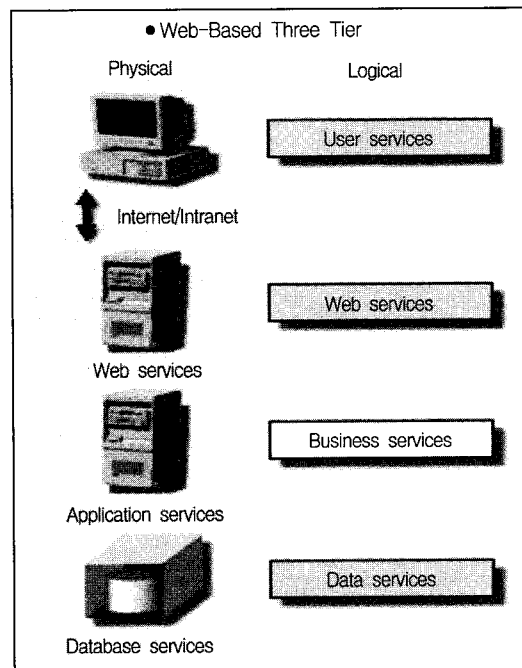 ● Web-Based Three Tier
Physical Logical
User services
Internet/Intranet
Web services
Web services
Business services
Application services
Data services
Database services